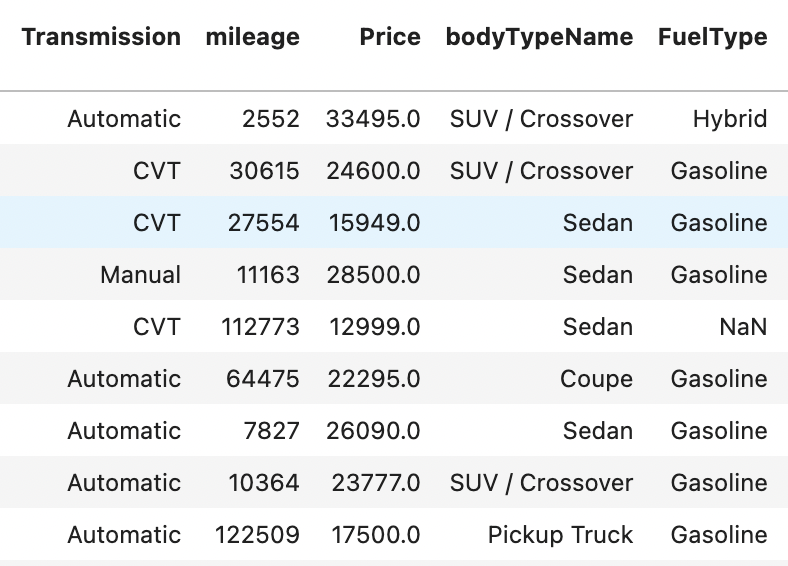 Transmission mileage Price bodyTypeName FuelType
Automatic 2552 33495.0 SUV / Crossover Hybrid
CVT 30615 24600.0 SUV / Crossover Gasoline
CVT 27554 15949.0 Sedan Gasoline
Manual 11163 28500.0 Sedan Gasoline
CVT 112773 12999.0 Sedan NaN
Automatic 64475 22295.0 Coupe Gasoline
Automatic 7827 26090.0 Sedan Gasoline
Automatic 10364 23777.0 SUV / Crossover Gasoline
Automatic 122509 17500.0 Pickup Truck Gasoline